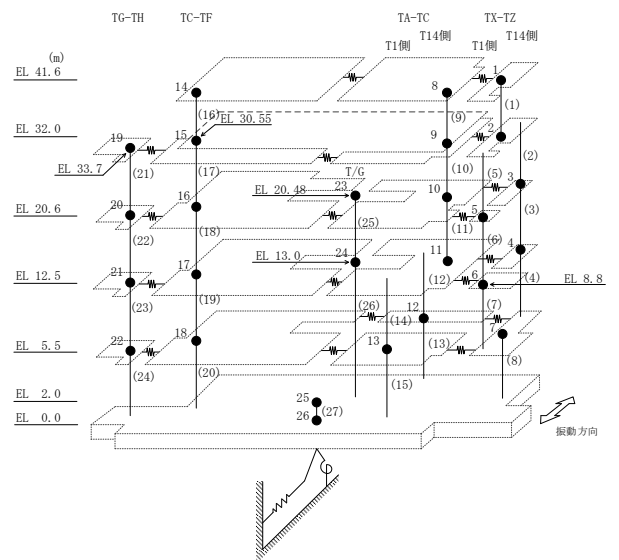 TG-TH TC-TF TA-TC TX-TZ
T1側 T14側 T1側 T14側
(m)
EL 41.6
14 8 1
(16) (9) (1)
EL 30.55
EL 32.0
19 15 9 2
EL 33.7
(21) (17) (10) (2)
T/G
EL 20.48
23 (5) 3
16 10 (3)
EL 20.6
20 (25) (11) 5
(22) (18) (6) 4
EL 13.0
24 11
EL 12.5
21 17 (12) 6 (4)
EL 8.8
(23) (19) (26) 12 (7)
(14)
18 13 (13) 7
EL 5.5
22 (8)
(24) (20) (15)
EL 2.0
25
EL 0.0
26 (27)
振動方向